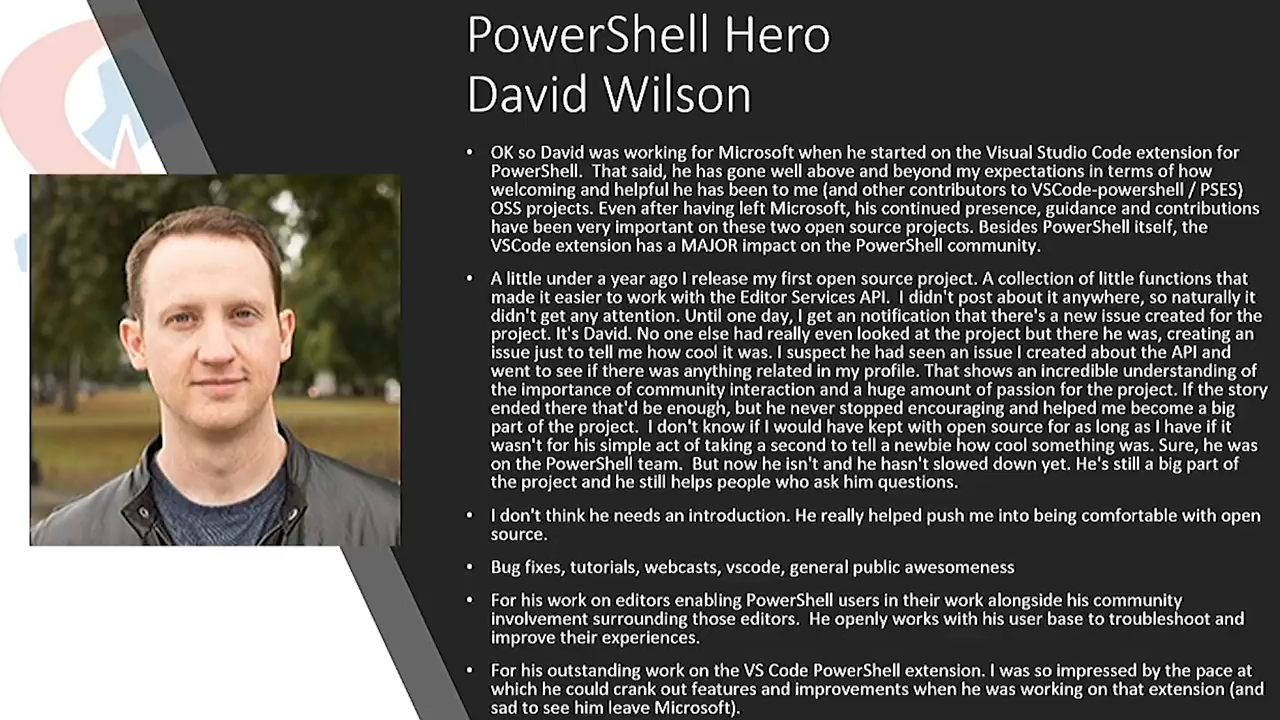 PowerShell Hero
David Wilson
• OK so David was working for Microsoft when he started on the Visual Studio Code extension for
PowerShell.  That said, he has gone well above and beyond my expectations in terms of how
welcoming and helpful he has been to me (and other contributors to VSCode-powershell / PSES)
OSS projects. Even after having left Microsoft, his continued presence, guidance and contributions
have been very important on these two open source projects. Besides PowerShell itself, the
VSCode extension has a MAJOR impact on the PowerShell community.
• A little under a year ago I release my first open source project. A collection of little functions that
made it easier to work with the Editor Services API.  I didn't post about it anywhere, so naturally it
didn't get any attention. Until one day, I get an notification that there's a new issue created for the
project. It's David. No one else had really even looked at the project but there he was, creating an
issue just to tell me how cool it was. I suspect he had seen an issue I created about the API and
went to see if there was anything related in my profile. That shows an incredible understanding of
the importance of community interaction and a huge amount of passion for the project. If the story
ended there that'd be enough, but he never stopped encouraging and helped me become a big
part of the project.  I don't know if I would have kept with open source for as long as I have if it
wasn't for his simple act of taking a second to tell a newbie how cool something was. Sure, he was
on the PowerShell team.  But now he isn't and he hasn't slowed down yet. He's still a big part of
the project and he still helps people who ask him questions.
• I don't think he needs an introduction. He really helped push me into being comfortable with open
source.
• Bug fixes, tutorials, webcasts, vscode, general public awesomeness
• For his work on editors enabling PowerShell users in their work alongside his community
involvement surrounding those editors.  He openly works with his user base to troubleshoot and
improve their experiences.
• For his outstanding work on the VS Code PowerShell extension. I was so impressed by the pace at
which he could crank out features and improvements when he was working on that extension (and
sad to see him leave Microsoft).